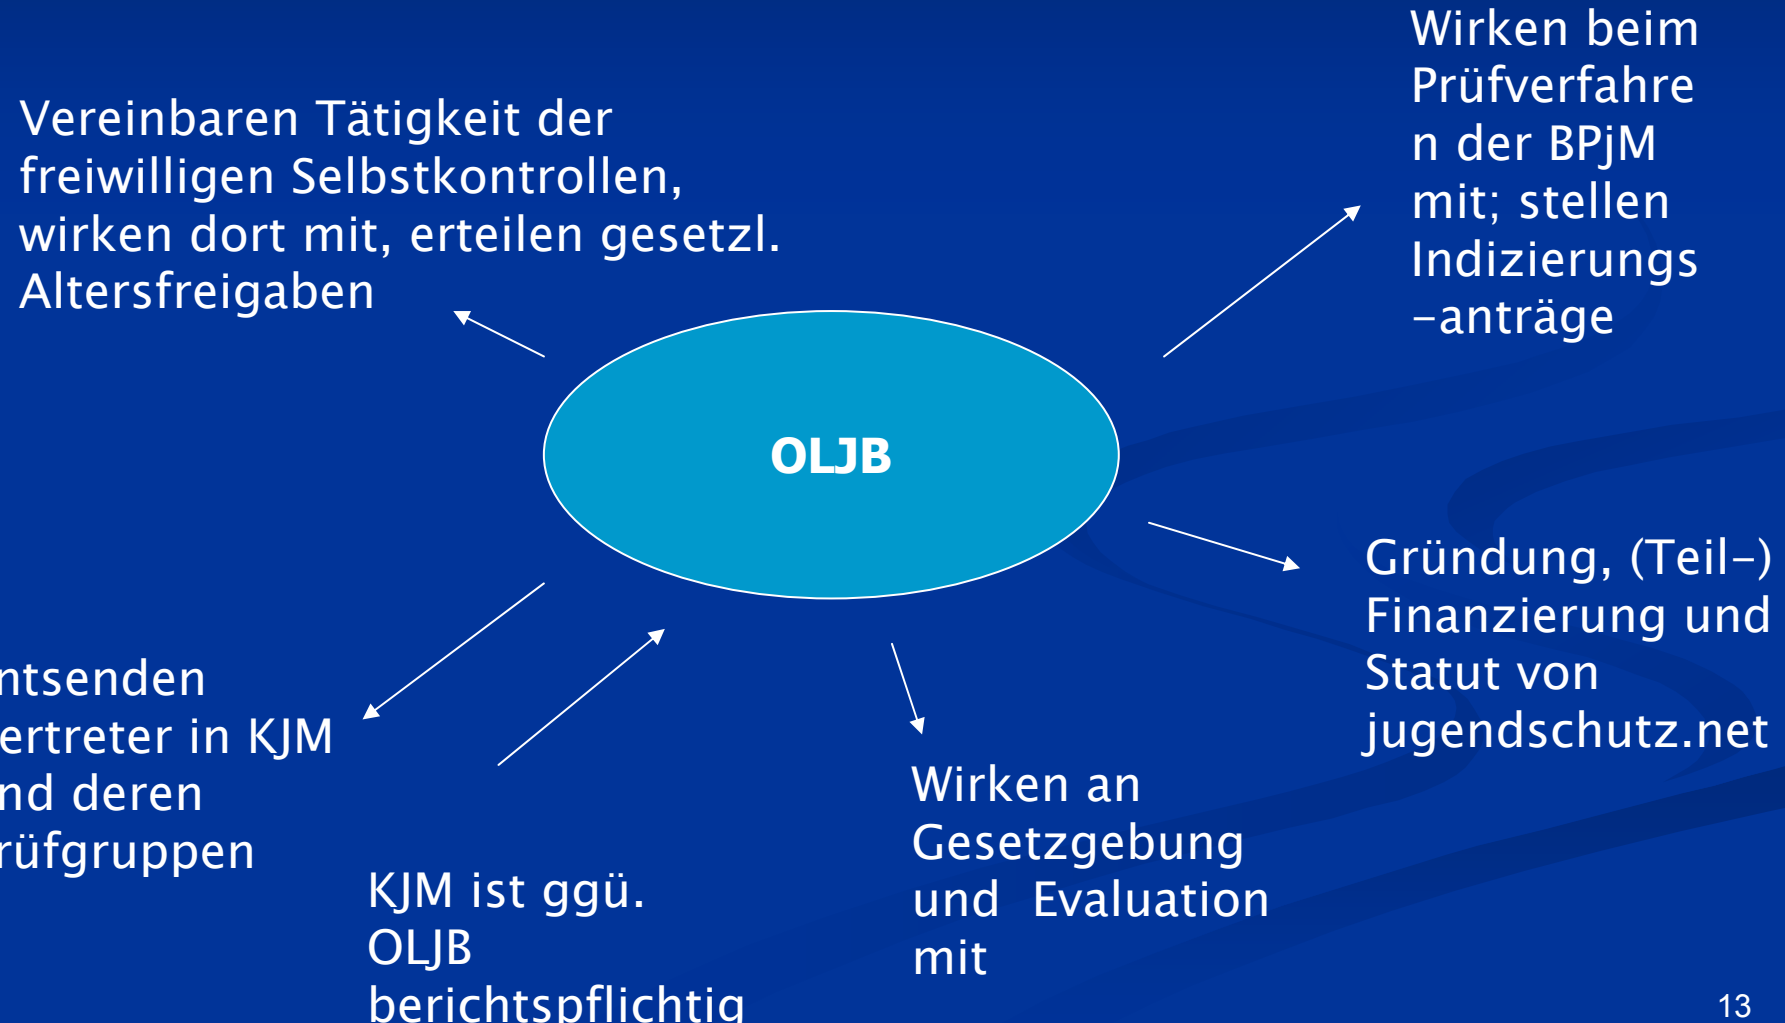 Vereinbaren Tätigkeit der
freiwilligen Selbstkontrollen,
wirken dort mit, erteilen gesetzl.
Altersfreigaben
Wirken beim
Prüfverfahre
n der BPjM
mit; stellen
Indizierungs
-anträge
OLJB
Gründung, (Teil-)
Finanzierung und
Statut von
jugendschutz.net
ntsenden
ertreter in KJM
nd deren
rüfgruppen
KJM ist ggü.
OLJB
berichtspflichtig
Wirken an
Gesetzgebung
und Evaluation
mit
13